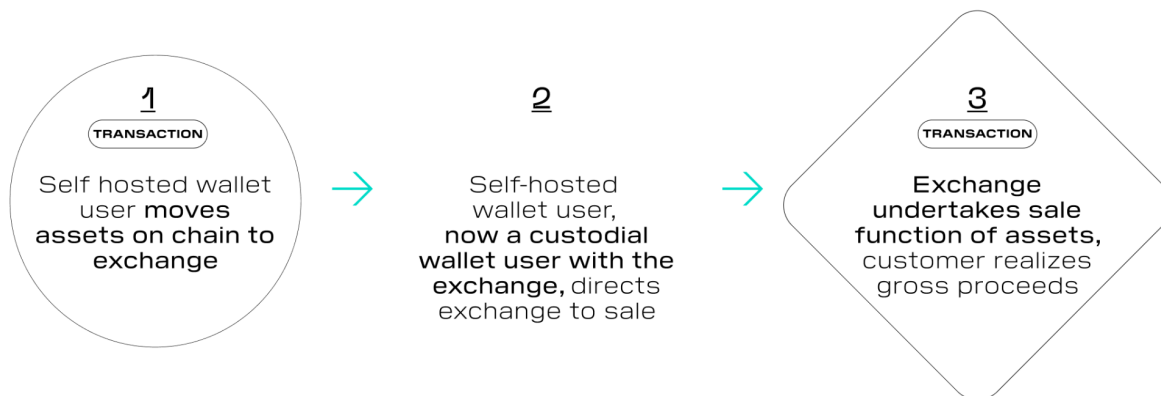 1
TRANSACTION
Self hosted wallet
user moves
assets on chain to
exchange
2
Self-hosted
wallet user,
now a custodial
wallet user with the
exchange, directs
exchange to sale
3
TRANSACTION
Exchange
undertakes sale
function of assets,
customer realizes
gross proceeds